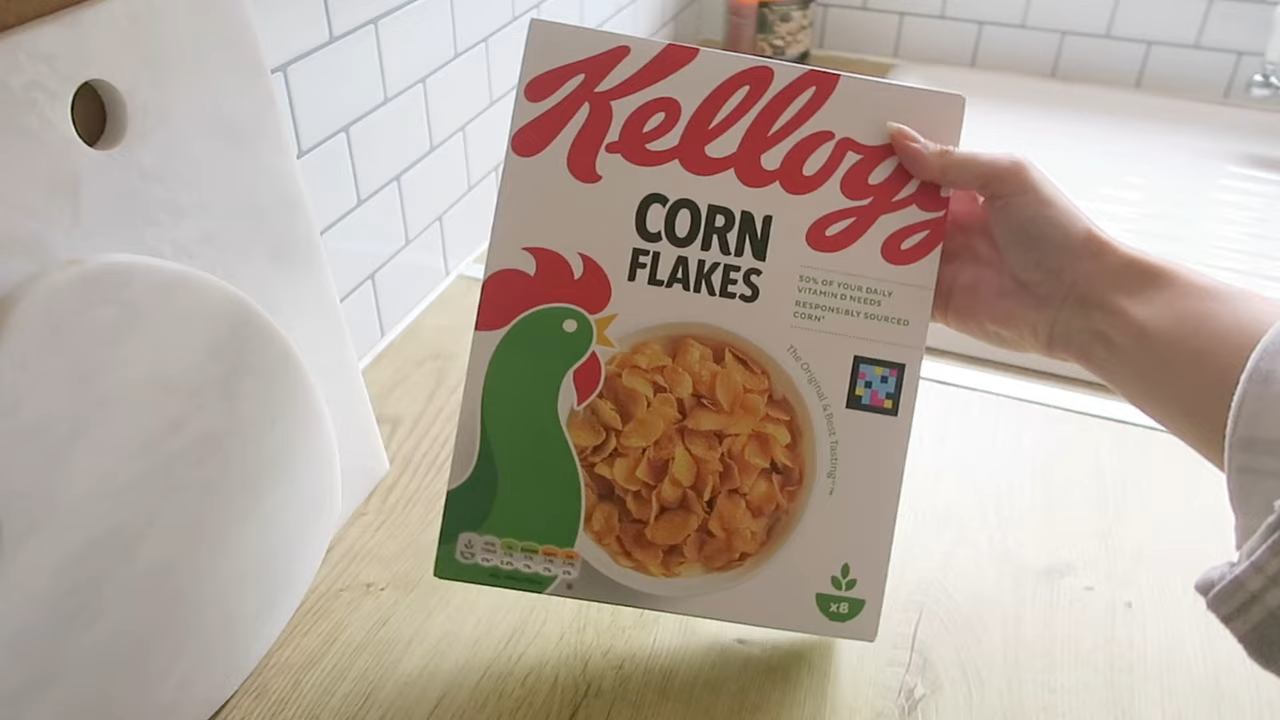 Kellogg
CORN
FLAKES
50% OF YOUR DAILY
VITAMIN D NEEDS
RESPONSIBLY SOURCED
CORN*
The Original & Best Tasting™
x8